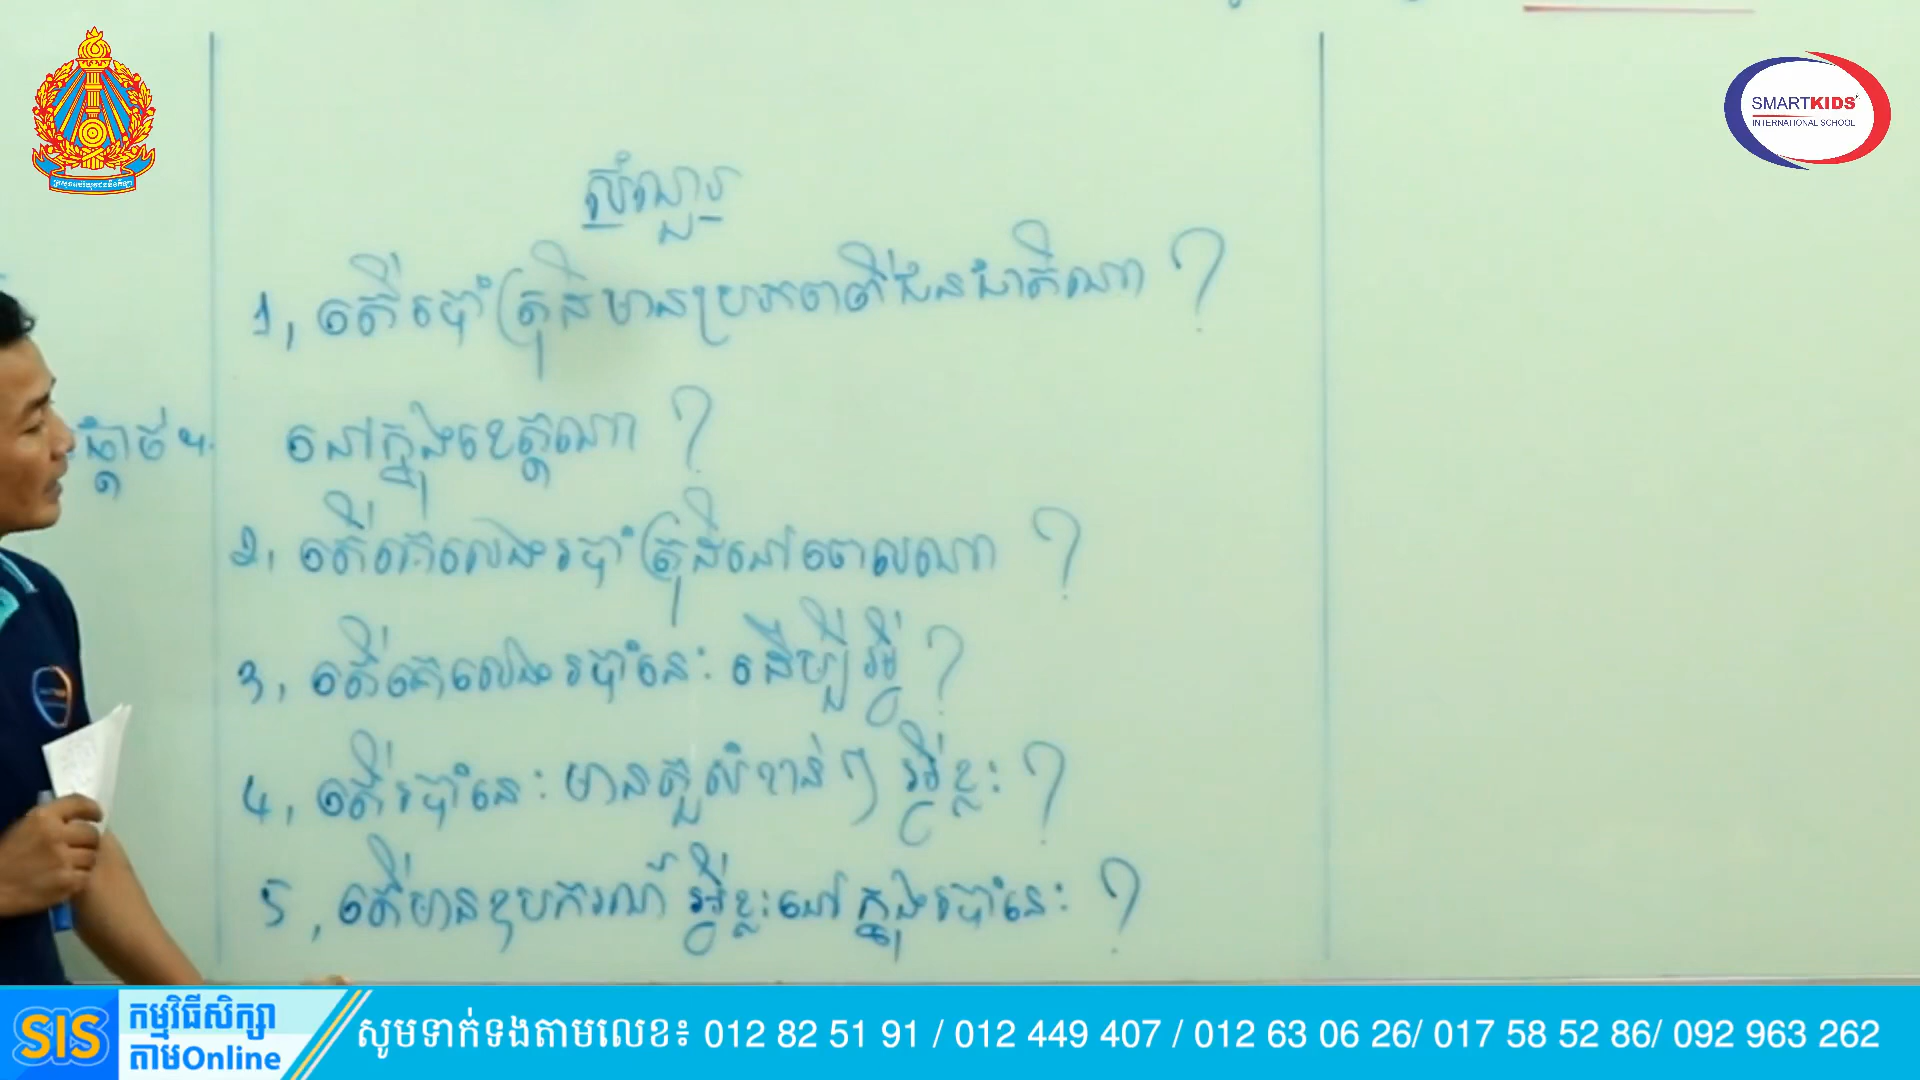 SMARTKIDS
INTERNATIONAL SCHOOL
សំណួរ
1, តើរបាំត្រុដិមានប្រភពពីជនជាតិណា ?
នៅក្នុងខេត្តណា ?
2, តើគេលេងរបាំត្រុដិនៅពេលណា ?
3, តើគេលេងរបាំនេះ ដើម្បីអ្វី ?
4, តើរបាំនេះ មានតួសំខាន់ៗ អ្វីខ្លះ ?
5, តើមានឧបករណ៍ អ្វីខ្លះនៅក្នុងរបាំនេះ ?
SIS កម្មវិធីសិក្សា
តាមOnline
សូមទាក់ទងតាមលេខ៖ 012 82 51 91 / 012 449 407 / 012 63 06 26/ 017 58 52 86/ 092 963 262